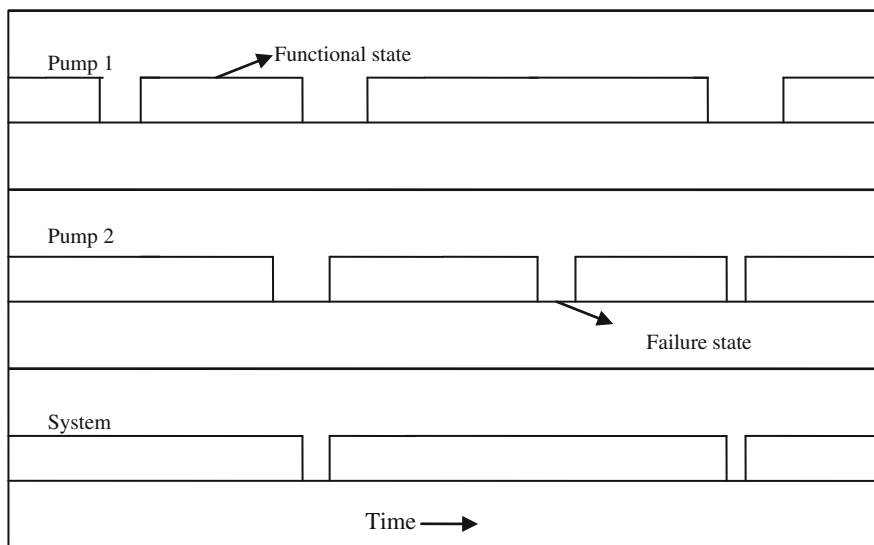 Functional state
Pump 1
Pump 2
Failure state
System
Time